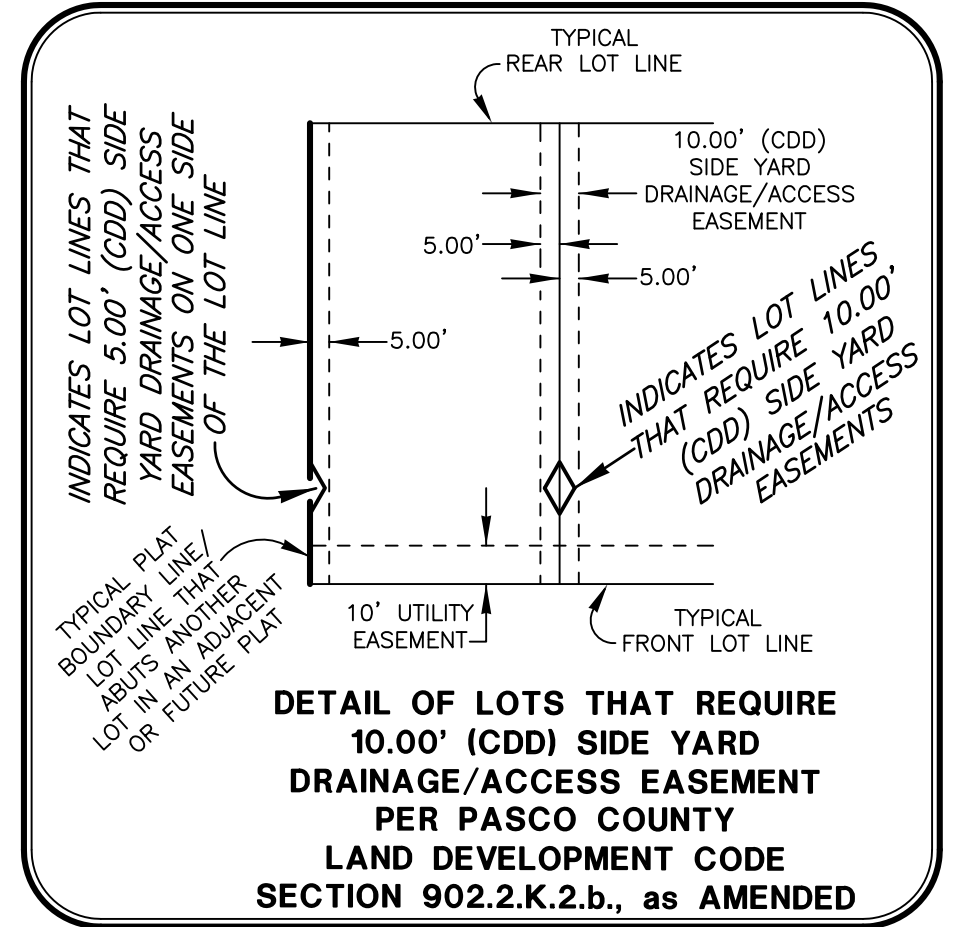 TYPICAL
REAR LOT LINE
INDICATES LOT LINES THAT
REQUIRE 5.00' (CDD) SIDE
YARD DRAINAGE/ACCESS
EASEMENTS ON ONE SIDE
OF THE LOT LINE
10.00' (CDD)
SIDE YARD
DRAINAGE/ACCESS
EASEMENT
5.00'
5.00'
5.00'
INDICATES LOT LINES
THAT REQUIRE 10.00'
(CDD) SIDE YARD
DRAINAGE/ACCESS
EASEMENTS
TYPICAL PLAT
BOUNDARY LINE/
LOT LINE THAT
ABUTS ANOTHER
LOT IN AN ADJACENT
OR FUTURE PLAT
10' UTILITY
EASEMENT
TYPICAL
FRONT LOT LINE
DETAIL OF LOTS THAT REQUIRE
10.00' (CDD) SIDE YARD
DRAINAGE/ACCESS EASEMENT
PER PASCO COUNTY
LAND DEVELOPMENT CODE
SECTION 902.2.K.2.b., as AMENDED